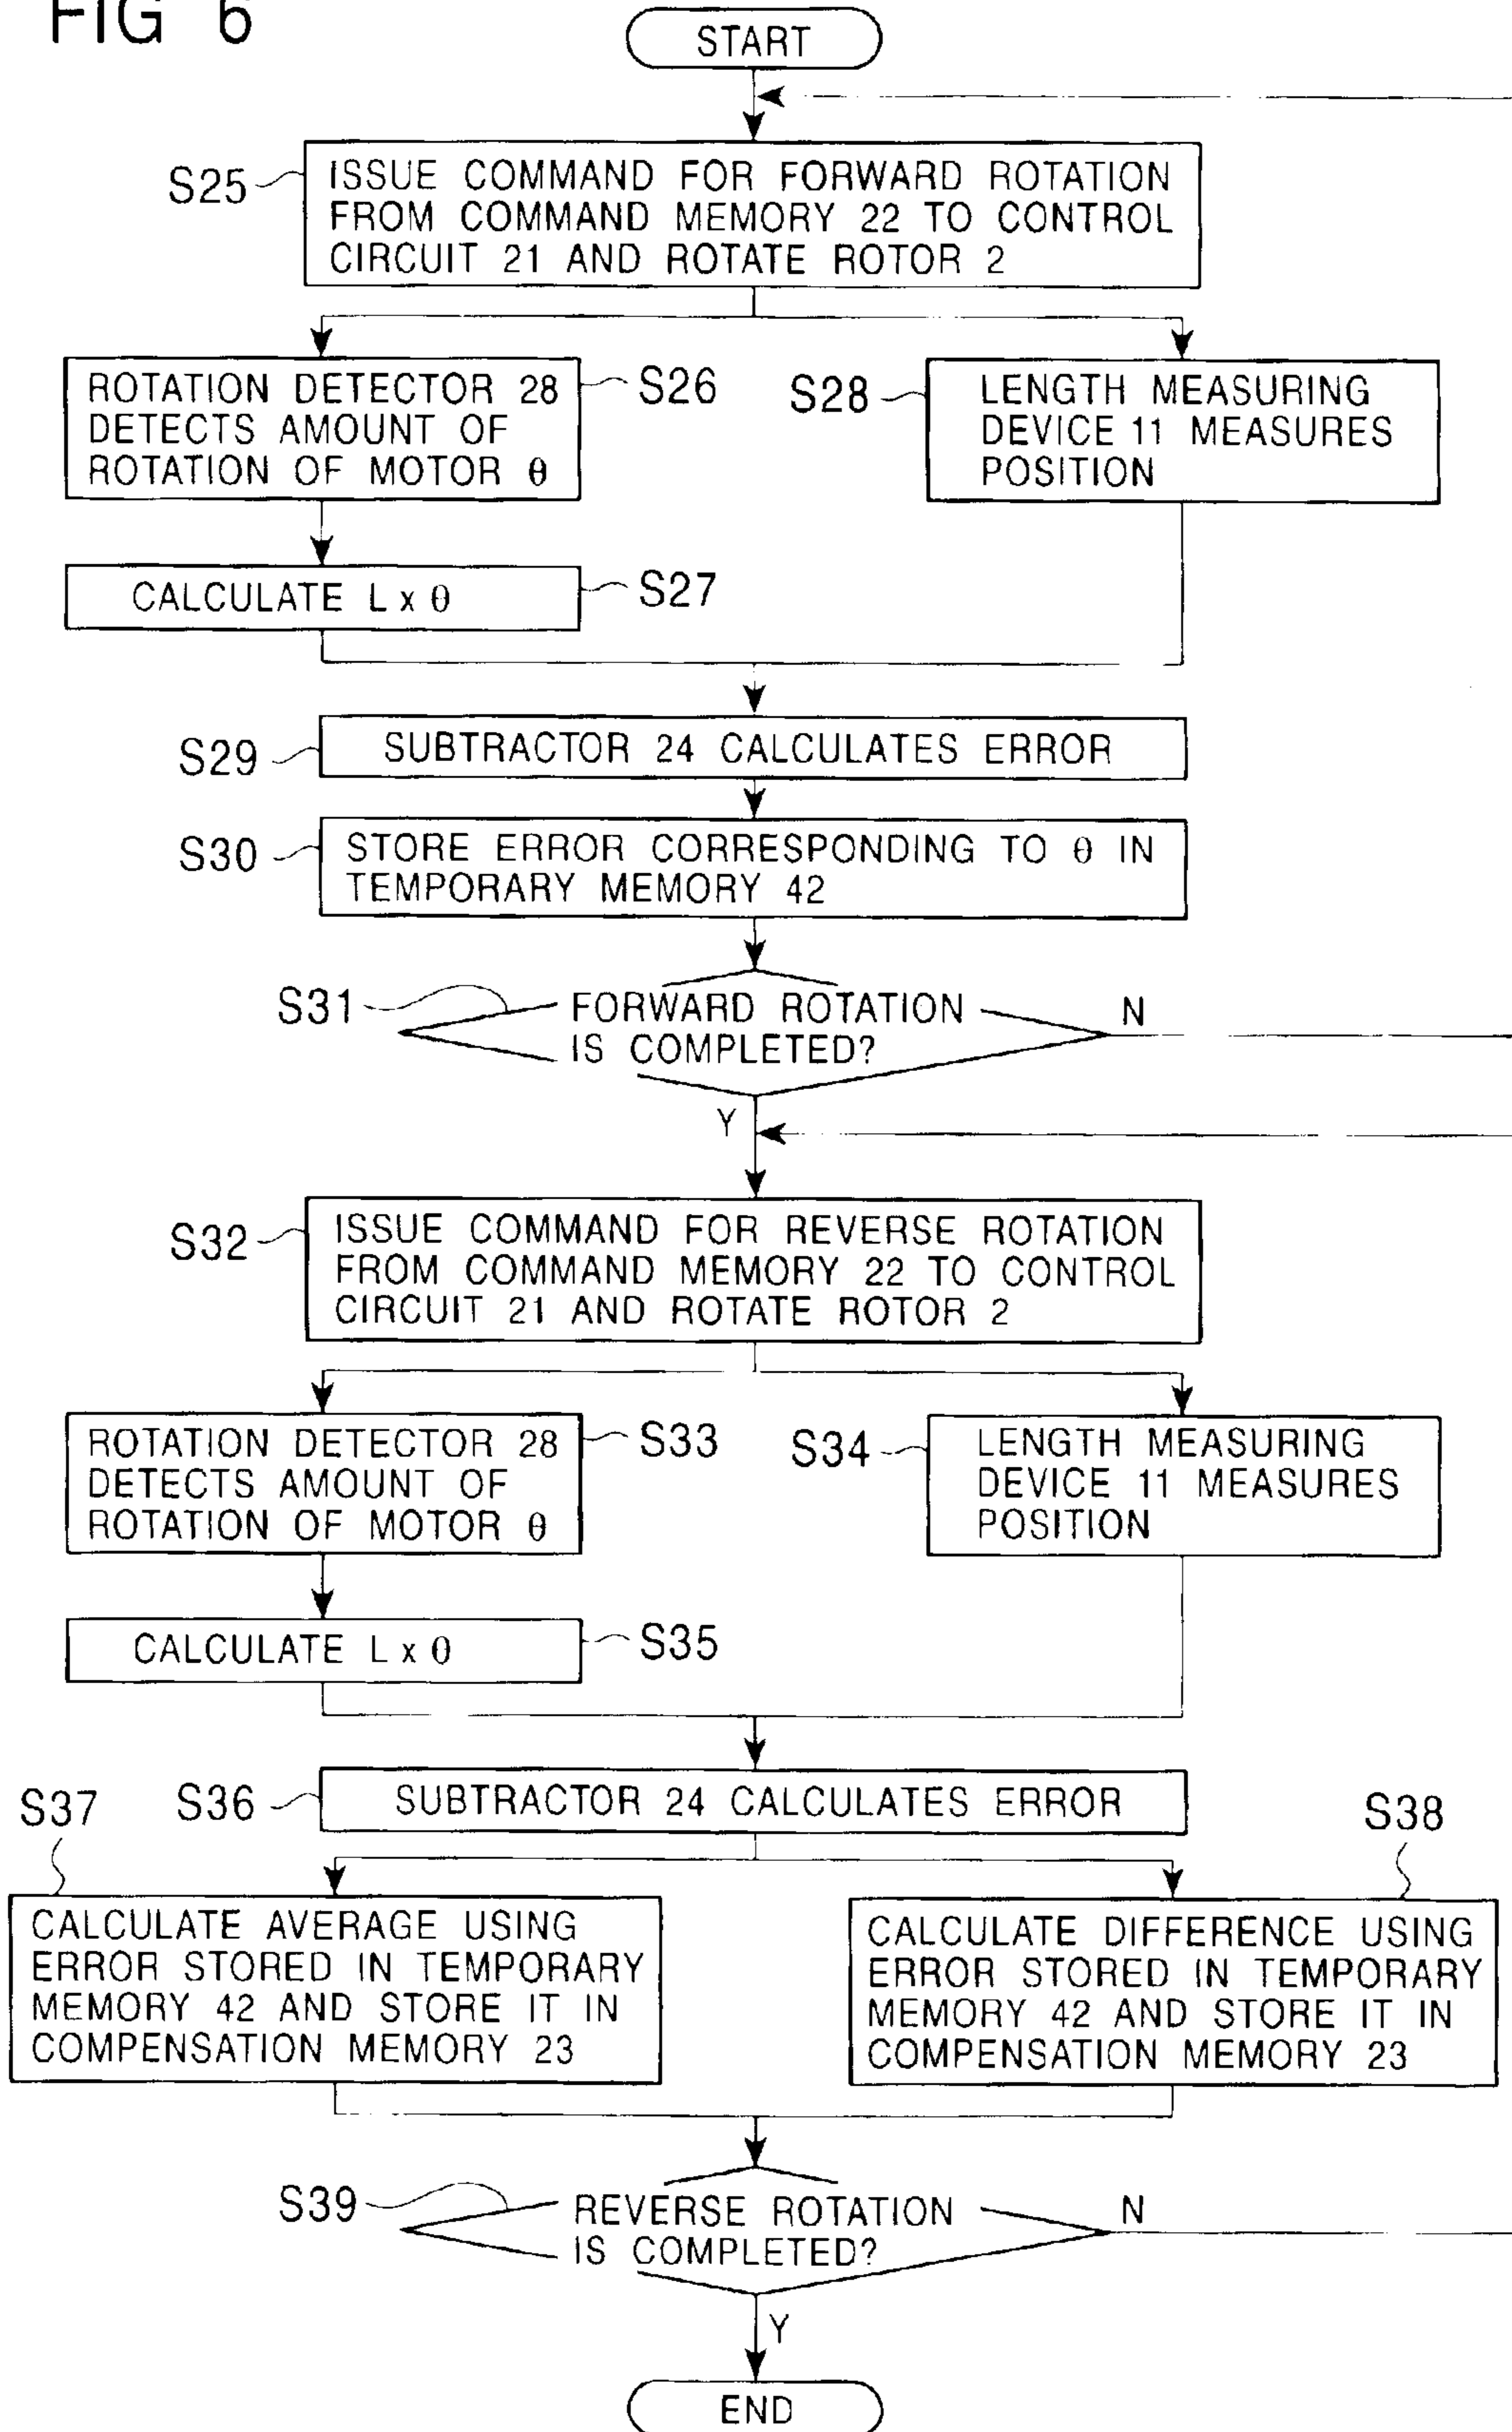 FIG 6
START
S25
ISSUE COMMAND FOR FORWARD ROTATION
FROM COMMAND MEMORY 22 TO CONTROL
CIRCUIT 21 AND ROTATE ROTOR 2
ROTATION DETECTOR 28
DETECTS AMOUNT OF
ROTATION OF MOTOR θ
S26
S28
LENGTH MEASURING
DEVICE 11 MEASURES
POSITION
CALCULATE L x θ
S27
S29
SUBTRACTOR 24 CALCULATES ERROR
S30
STORE ERROR CORRESPONDING TO θ IN
TEMPORARY MEMORY 42
S31
FORWARD ROTATION
IS COMPLETED?
N
Y
S32
ISSUE COMMAND FOR REVERSE ROTATION
FROM COMMAND MEMORY 22 TO CONTROL
CIRCUIT 21 AND ROTATE ROTOR 2
ROTATION DETECTOR 28
DETECTS AMOUNT OF
ROTATION OF MOTOR θ
S33
S34
LENGTH MEASURING
DEVICE 11 MEASURES
POSITION
CALCULATE L x θ
S35
S36
SUBTRACTOR 24 CALCULATES ERROR
S37
CALCULATE AVERAGE USING
ERROR STORED IN TEMPORARY
MEMORY 42 AND STORE IT IN
COMPENSATION MEMORY 23
S38
CALCULATE DIFFERENCE USING
ERROR STORED IN TEMPORARY
MEMORY 42 AND STORE IT IN
COMPENSATION MEMORY 23
S39
REVERSE ROTATION
IS COMPLETED?
N
Y
END